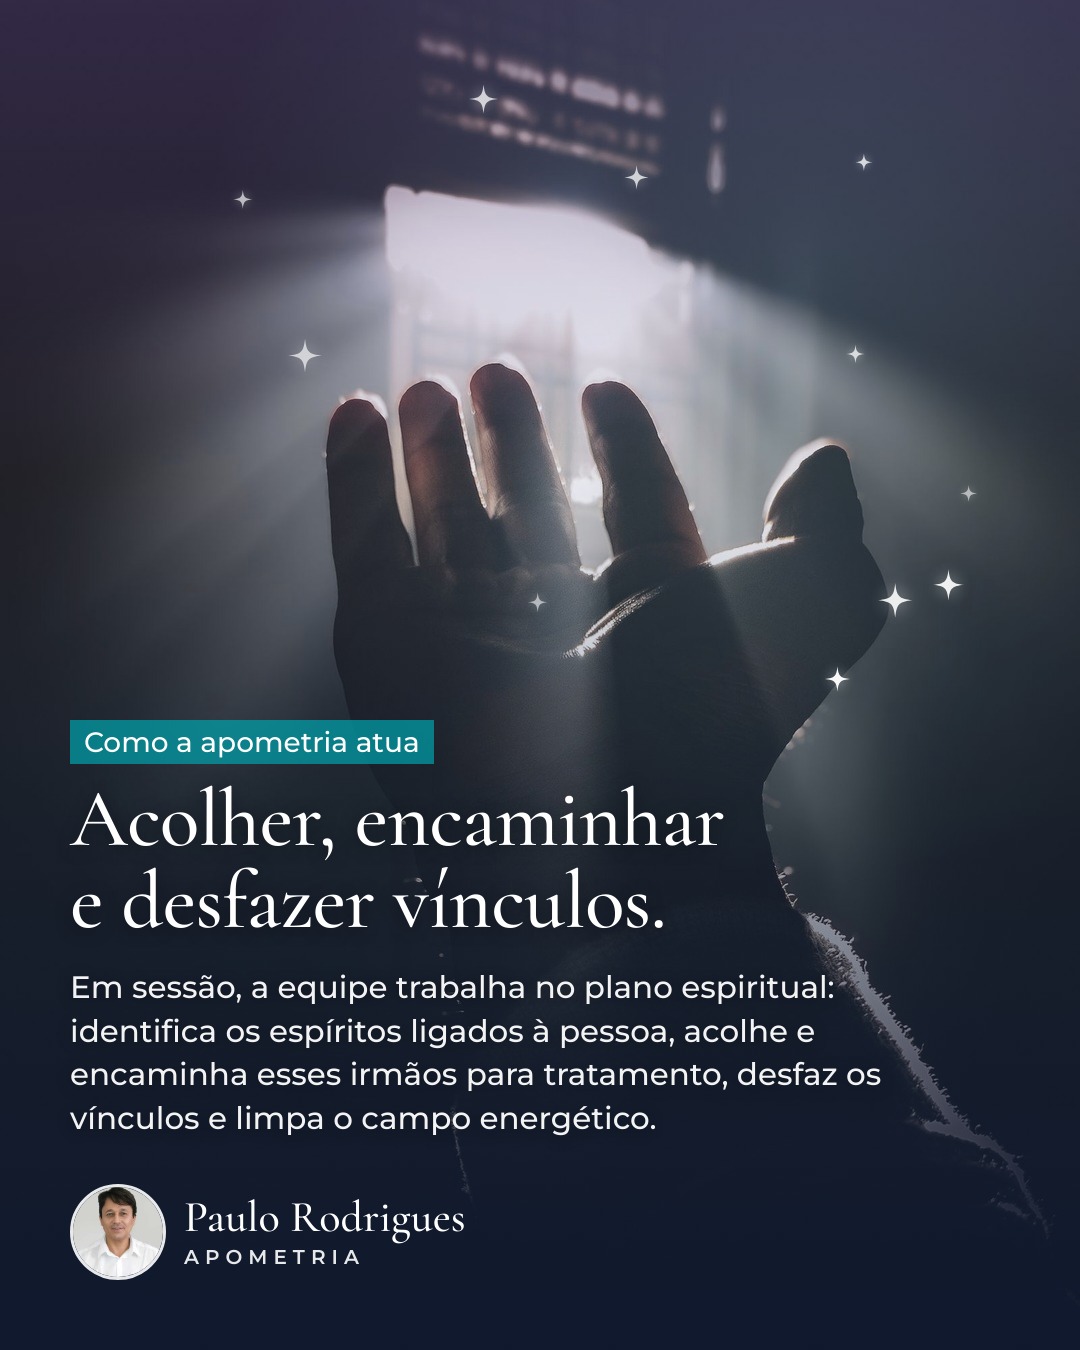 Como a apometria atua
Acolher, encaminhar
e desfazer vínculos.
Em sessão, a equipe trabalha no plano espiritual:
identifica os espíritos ligados à pessoa, acolhe e
encaminha esses irmãos para tratamento, desfaz os
vínculos e limpa o campo energético.
Paulo Rodrigues
APOMETRIA